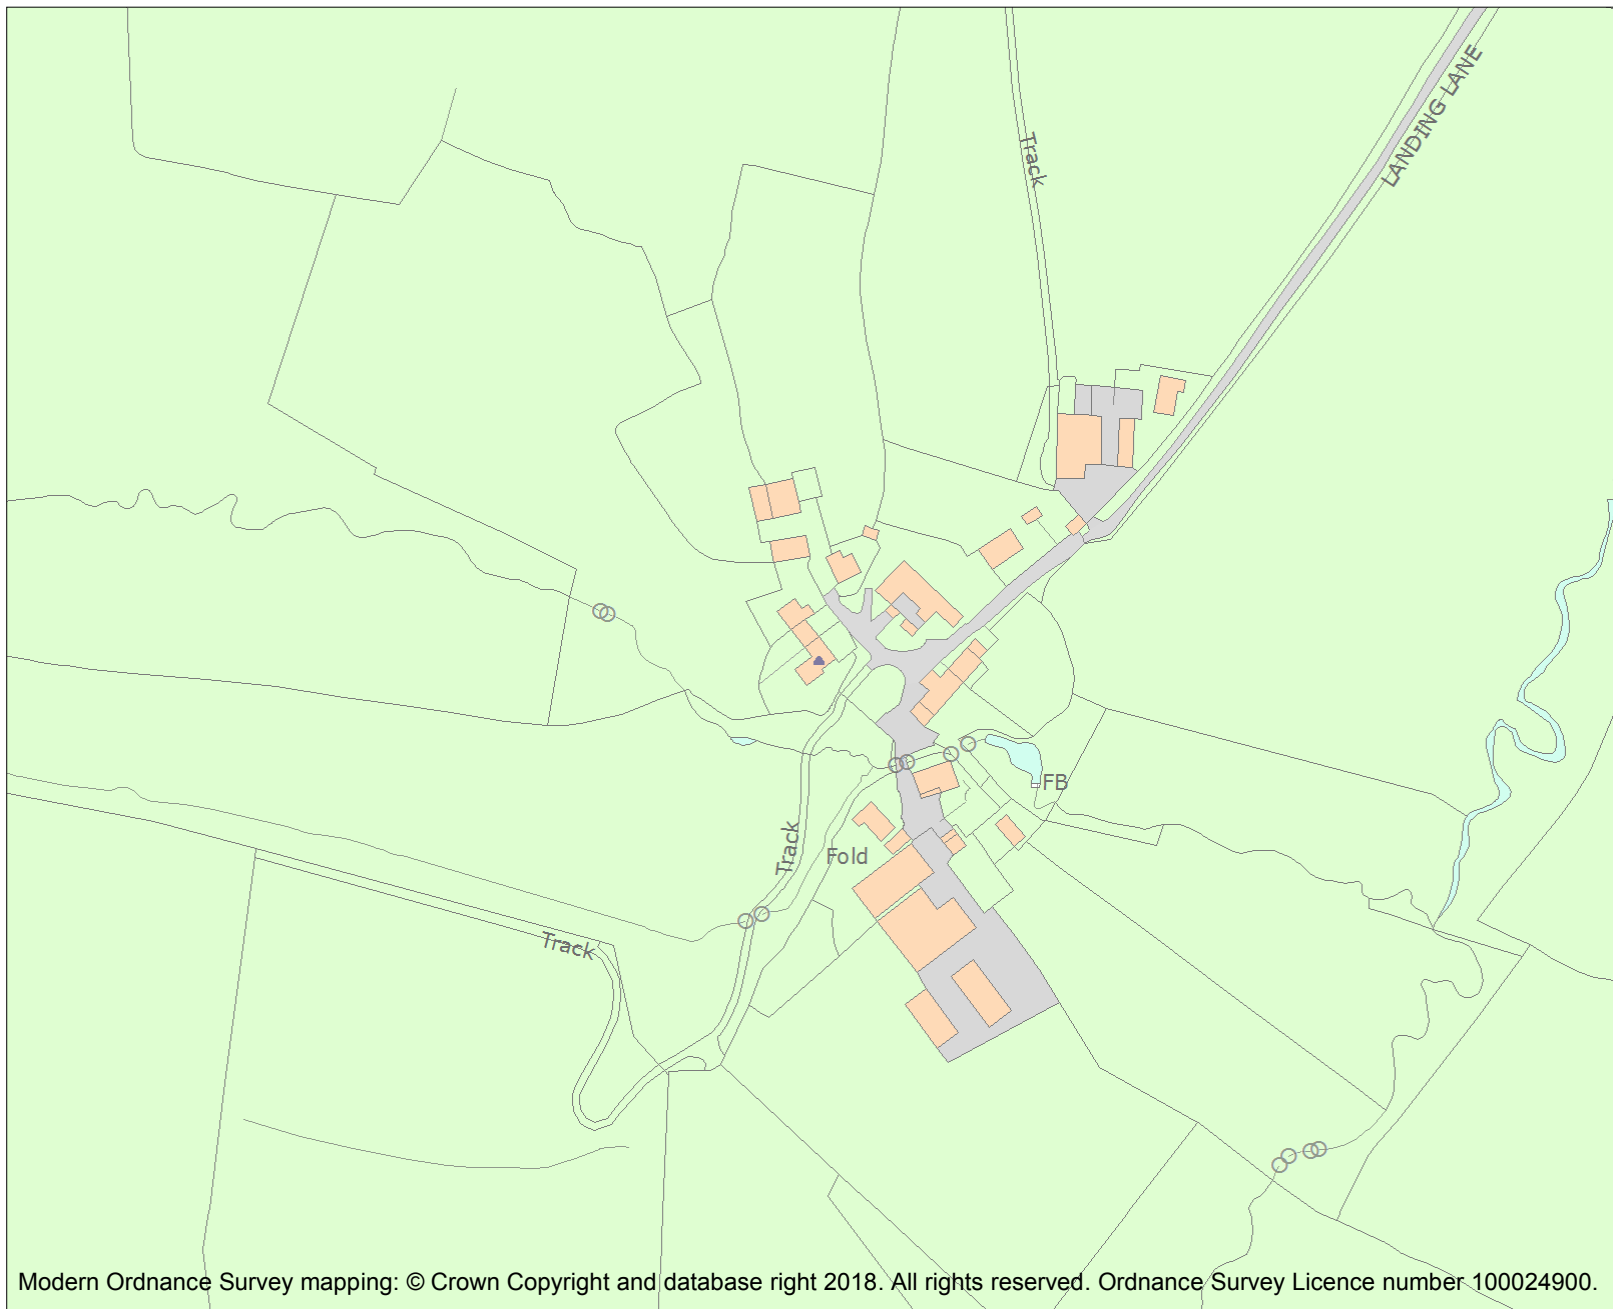 LANDING LANE
Track
FB
Track
Fold
Track
Modern Ordnance Survey mapping: © Crown Copyright and database right 2018. All rights reserved. Ordnance Survey Licence number 100024900.